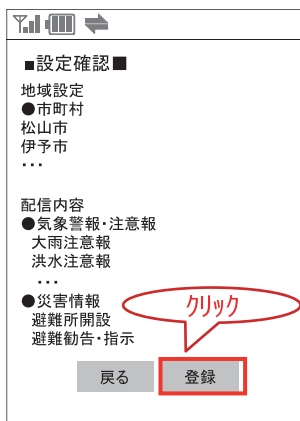 ■設定確認■
地域設定
●市町村
松山市
伊予市
･･･
配信内容
●気象警報･注意報
大雨注意報
洪水注意報
･･･
●災害情報
クリック
避難所開設
避難勧告･指示
戻る
登録